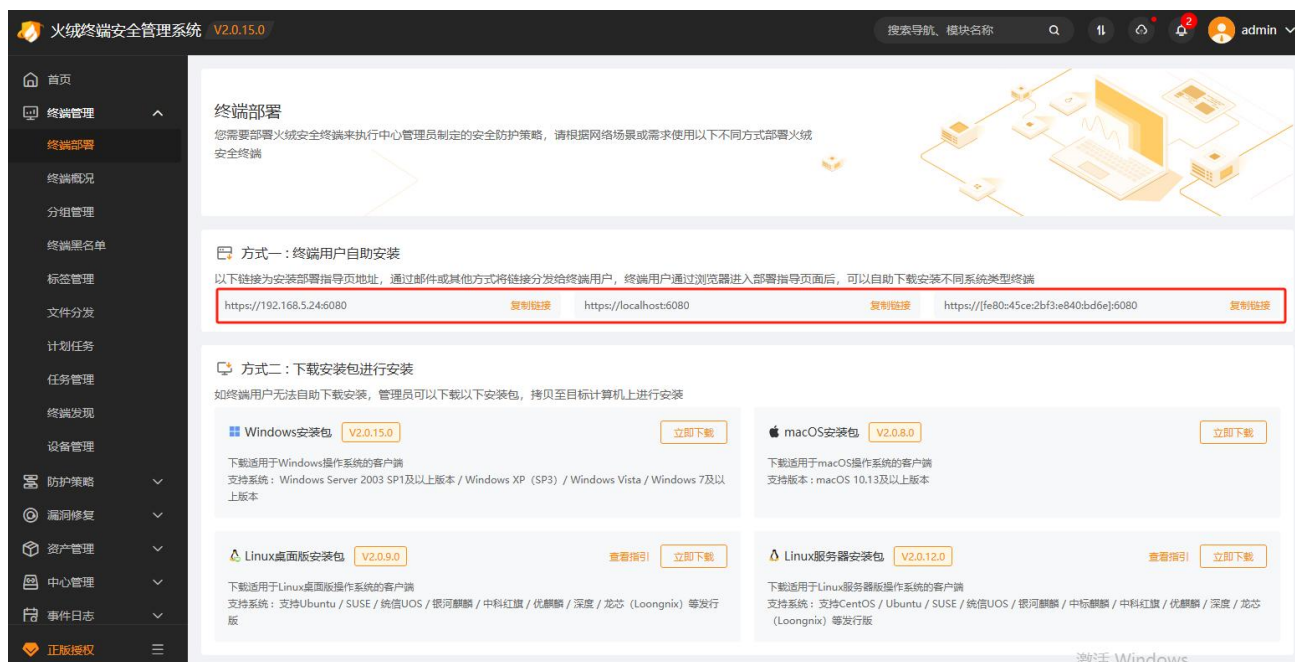 火绒终端安全管理系统 V2.0.15.0
搜索导航、模块名称
2
admin
首页
终端管理
终端部署
终端概况
分组管理
终端黑名单
标签管理
文件分发
计划任务
任务管理
终端发现
设备管理
防护策略
漏洞修复
资产管理
中心管理
事件日志
正版授权
终端部署
您需要部署火绒安全终端来执行中心管理员制定的安全防护策略，请根据网络场景或需求使用以下不同方式部署火绒
安全终端
方式一：终端用户自助安装
以下链接为安装部署指导页地址，通过邮件或其他方式将链接分发给终端用户，终端用户通过浏览器进入部署指导页面后，可以自助下载安装不同系统类型终端
https://192.168.5.24:6080 复制链接 https://localhost:6080 复制链接 https://[fe80::45ce:2bf3:e840:bd6e]:6080 复制链接
方式二：下载安装包进行安装
如终端用户无法自助下载安装，管理员可以下载以下安装包，拷贝至目标计算机上进行安装
Windows安装包 V2.0.15.0 立即下载
下载适用于Windows操作系统的客户端
支持系统：Windows Server 2003 SP1及以上版本 / Windows XP（SP3）/ Windows Vista / Windows 7及以
上版本
macOS安装包 V2.0.8.0 立即下载
下载适用于macOS操作系统的客户端
支持版本：macOS 10.13及以上版本
Linux桌面版安装包 V2.0.9.0 查看指引 立即下载
下载适用于Linux桌面版操作系统的客户端
支持系统：支持Ubuntu / SUSE / 统信UOS / 银河麒麟 / 中科红旗 / 优麒麟 / 深度 / 龙芯（Loongnix）等发行
版
Linux服务器安装包 V2.0.12.0 查看指引 立即下载
下载适用于Linux服务器版操作系统的客户端
支持系统：支持CentOS / Ubuntu / SUSE / 统信UOS / 银河麒麟 / 中标麒麟 / 中科红旗 / 优麒麟 / 深度 / 龙芯
（Loongnix）等发行版
激活 Windows